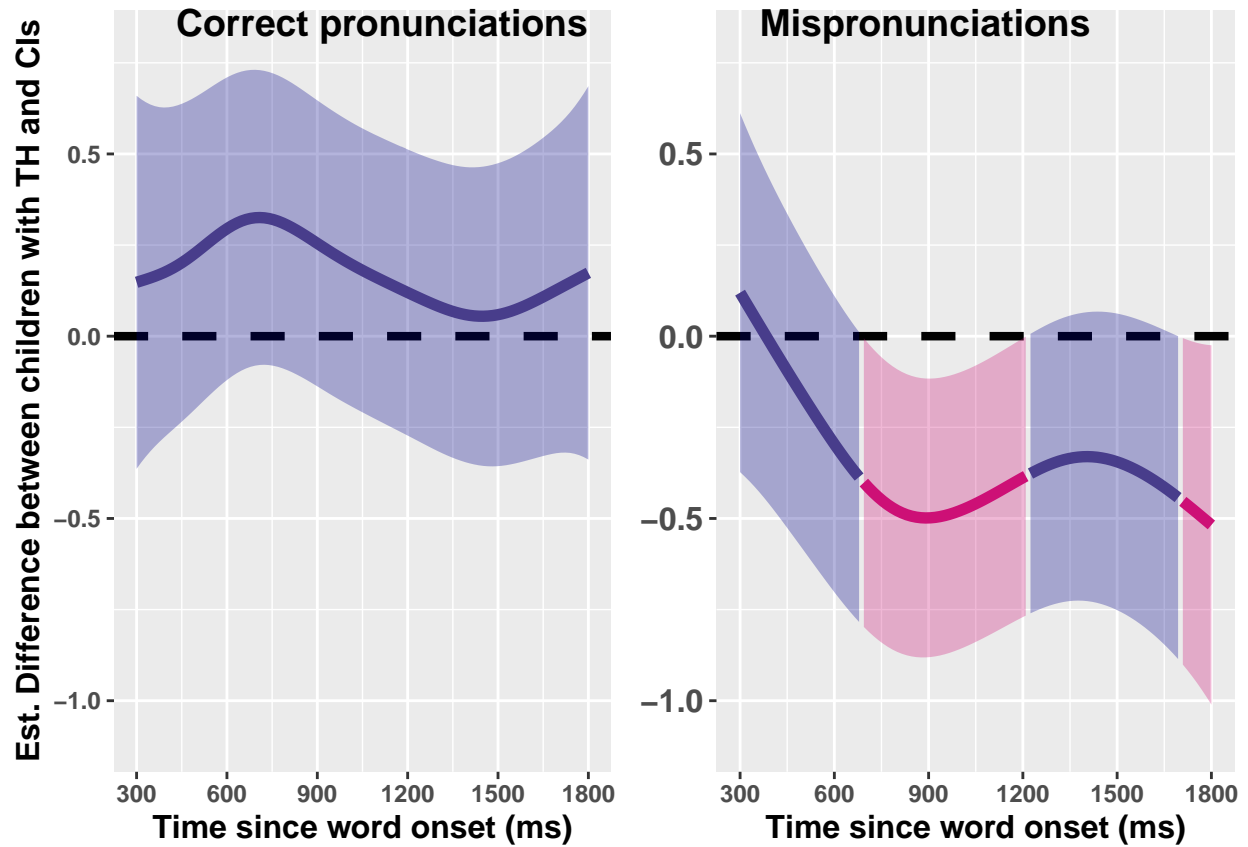 Est. Difference between children with TH and CIs
Correct pronunciations
0.5
0.0
−0.5
−1.0
300 600 900 1200 1500 1800
Time since word onset (ms)
Mispronunciations
0.5
0.0
−0.5
−1.0
300 600 900 1200 1500 1800
Time since word onset (ms)